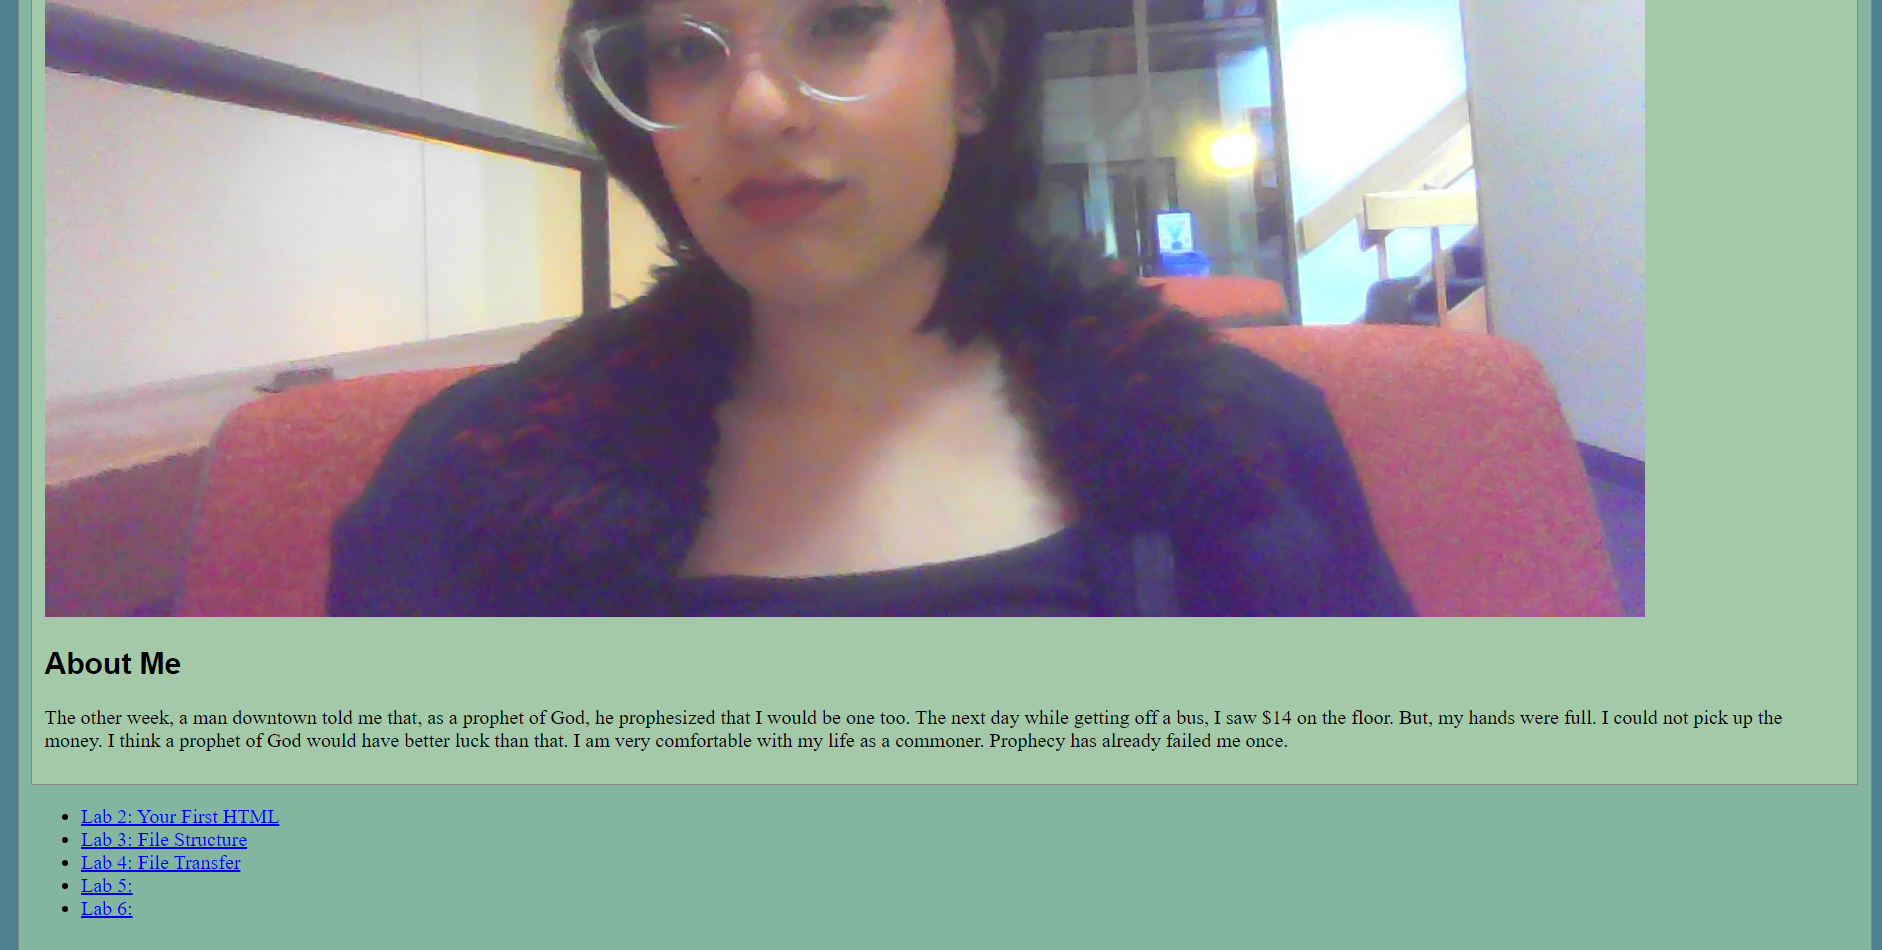 About Me
The other week, a man downtown told me that, as a prophet of God, he prophesized that I would be one too. The next day while getting off a bus, I saw $14 on the floor. But, my hands were full. I could not pick up the
money. I think a prophet of God would have better luck than that. I am very comfortable with my life as a commoner. Prophecy has already failed me once.
Lab 2: Your First HTML
Lab 3: File Structure
Lab 4: File Transfer
Lab 5:
Lab 6: